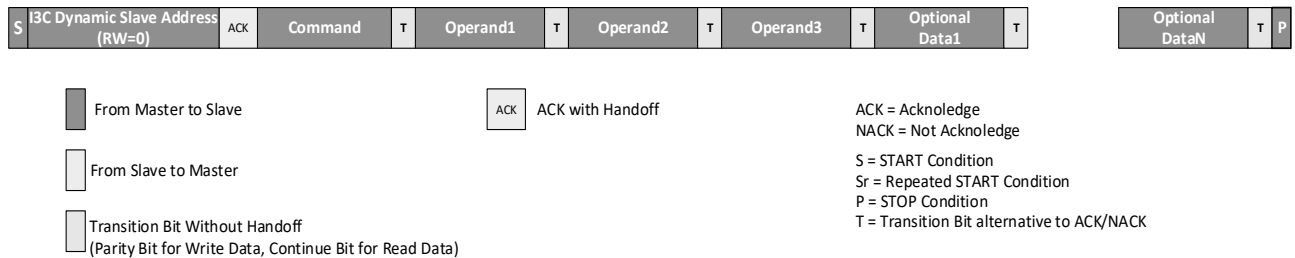 S I3C Dynamic Slave Address (RW=0) ACK Command T Operand1 T Operand2 T Operand3 T Optional Data1 T Optional DataN T P
From Master to Slave
ACK ACK with Handoff
ACK = Acknoledge
NACK = Not Acknoledge
From Slave to Master
S = START Condition
Sr = Repeated START Condition
P = STOP Condition
T = Transition Bit alternative to ACK/NACK
Transition Bit Without Handoff
(Parity Bit for Write Data, Continue Bit for Read Data)